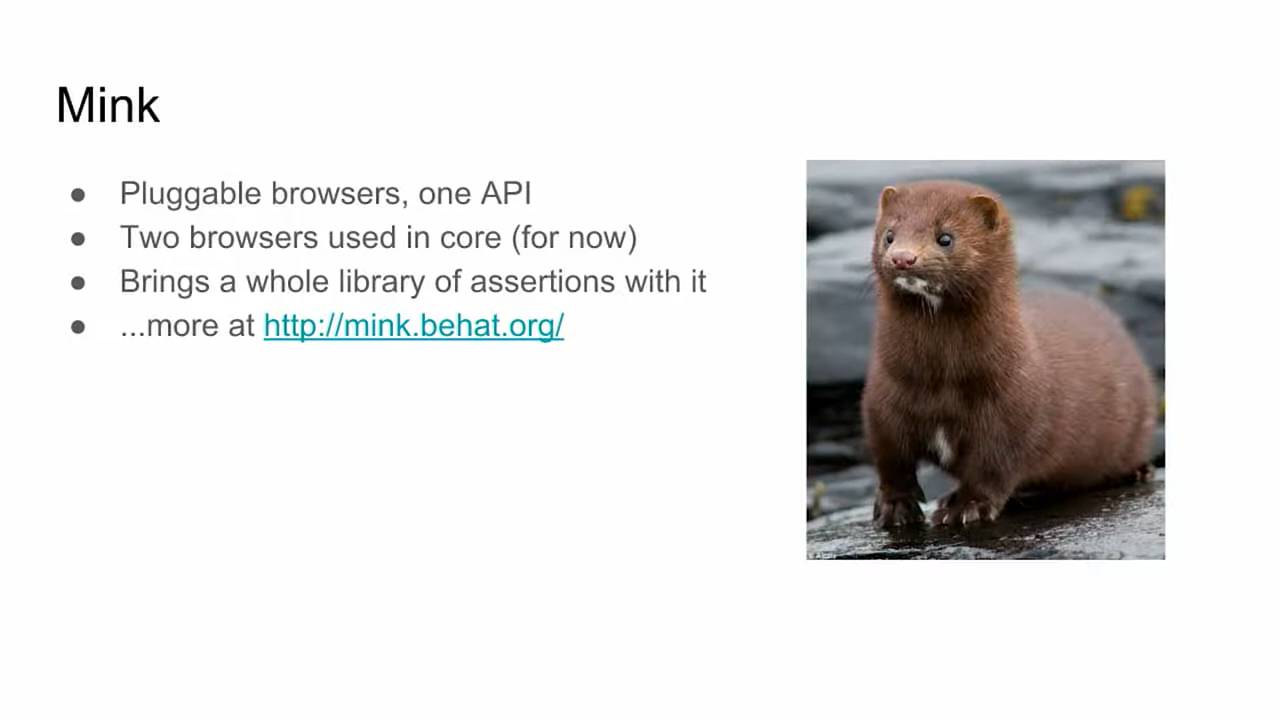 Mink
● Pluggable browsers, one API
● Two browsers used in core (for now)
● Brings a whole library of assertions with it
● ...more at http://mink.behat.org/